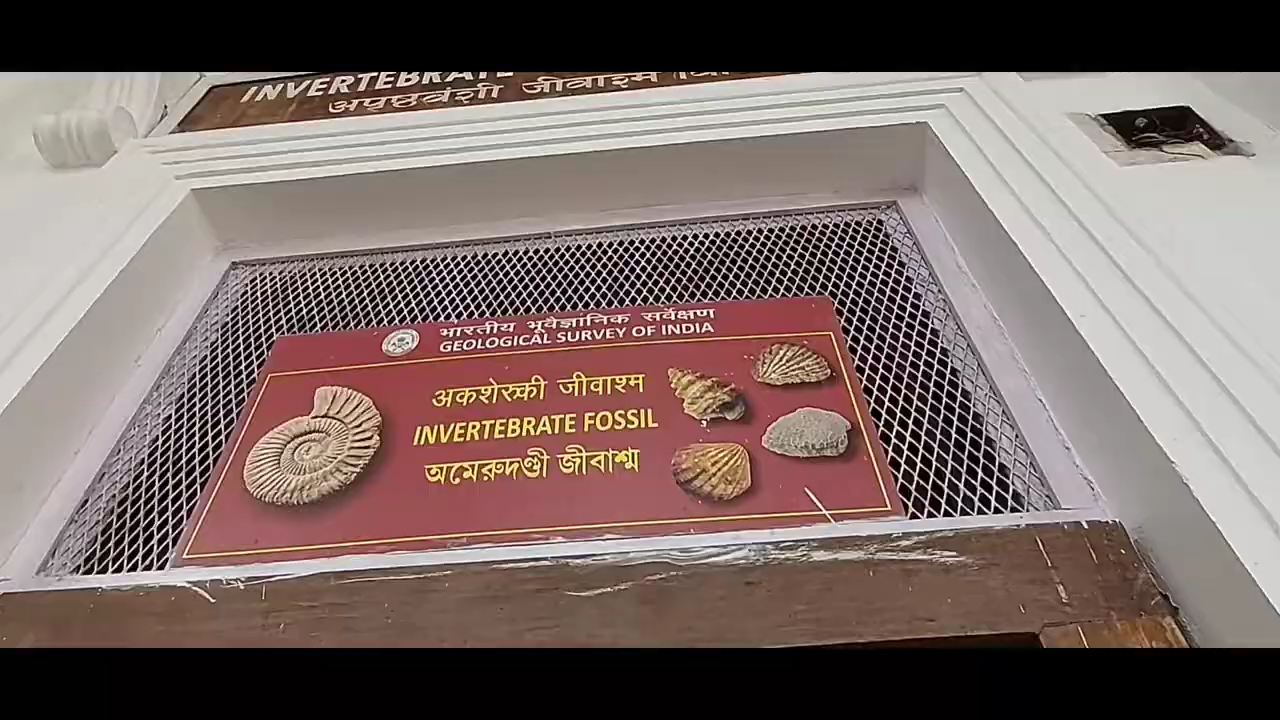 INVERTEBRATE
अपृष्ठवंशी जीवाश्म
भारतीय भूवैज्ञानिक सर्वेक्षण
GEOLOGICAL SURVEY OF INDIA
अकशेरुकी जीवाश्म
INVERTEBRATE FOSSIL
অমেরুদণ্ডী জীবাশ্ম